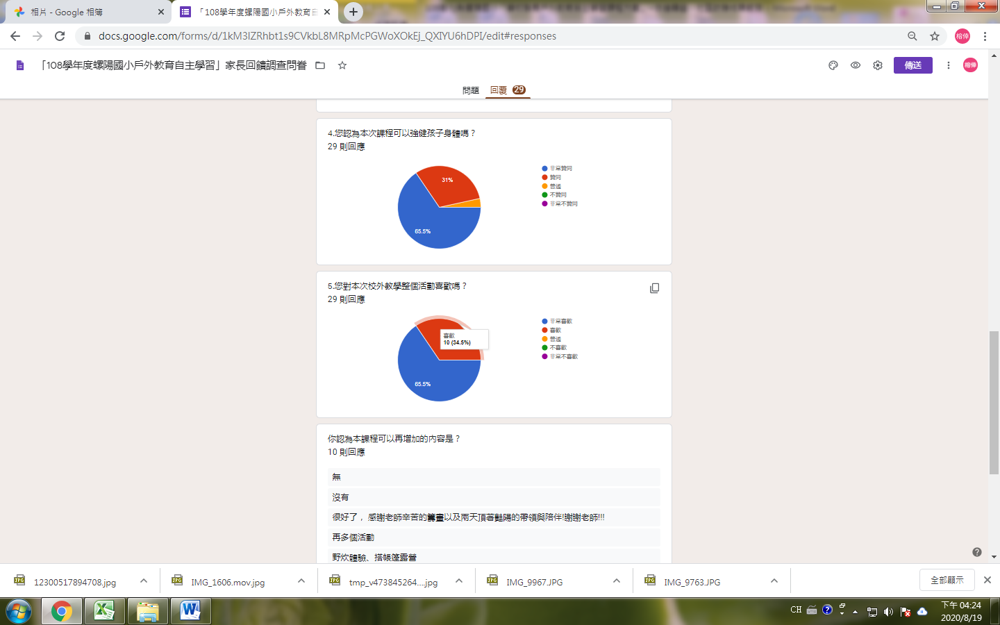 相片 - Google 相簿
「108學年度螺陽國小戶外教育自
docs.google.com/forms/d/1kM3IZRhbt1s9CVkbL8MRpMcPGWoXOkEj_QXIYU6hDPI/edit#responses
榕倖
「108學年度螺陽國小戶外教育自主學習」家長回饋調查問卷
傳送
榕倖
問題
回覆 29
4.您認為本次課程可以強健孩子身體嗎？
29 則回應
31%
65.5%
非常贊同
贊同
普通
不贊同
非常不贊同
5.您對本次校外教學整個活動喜歡嗎？
29 則回應
喜歡
10 (34.5%)
65.5%
非常喜歡
喜歡
普通
不喜歡
非常不喜歡
你認為本課程可以再增加的內容是？
10 則回應
無
沒有
很好了， 感謝老師辛苦的籌畫以及兩天頂著豔陽的帶領與陪伴!謝謝老師!!!
再多個活動
野炊體驗、搭帳篷露營
12300517894708.jpg
IMG_1606.mov.jpg
tmp_v473845264....jpg
IMG_9967.JPG
IMG_9763.JPG
全部顯示
CH
下午 04:24
2020/8/19